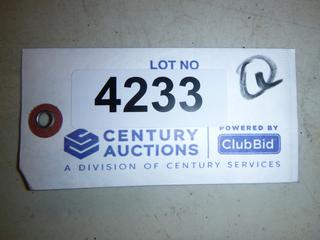 LOT NO
4233
CENTURY
AUCTIONS
POWERED BY
ClubBid
A DIVISION OF CENTURY SERVICES